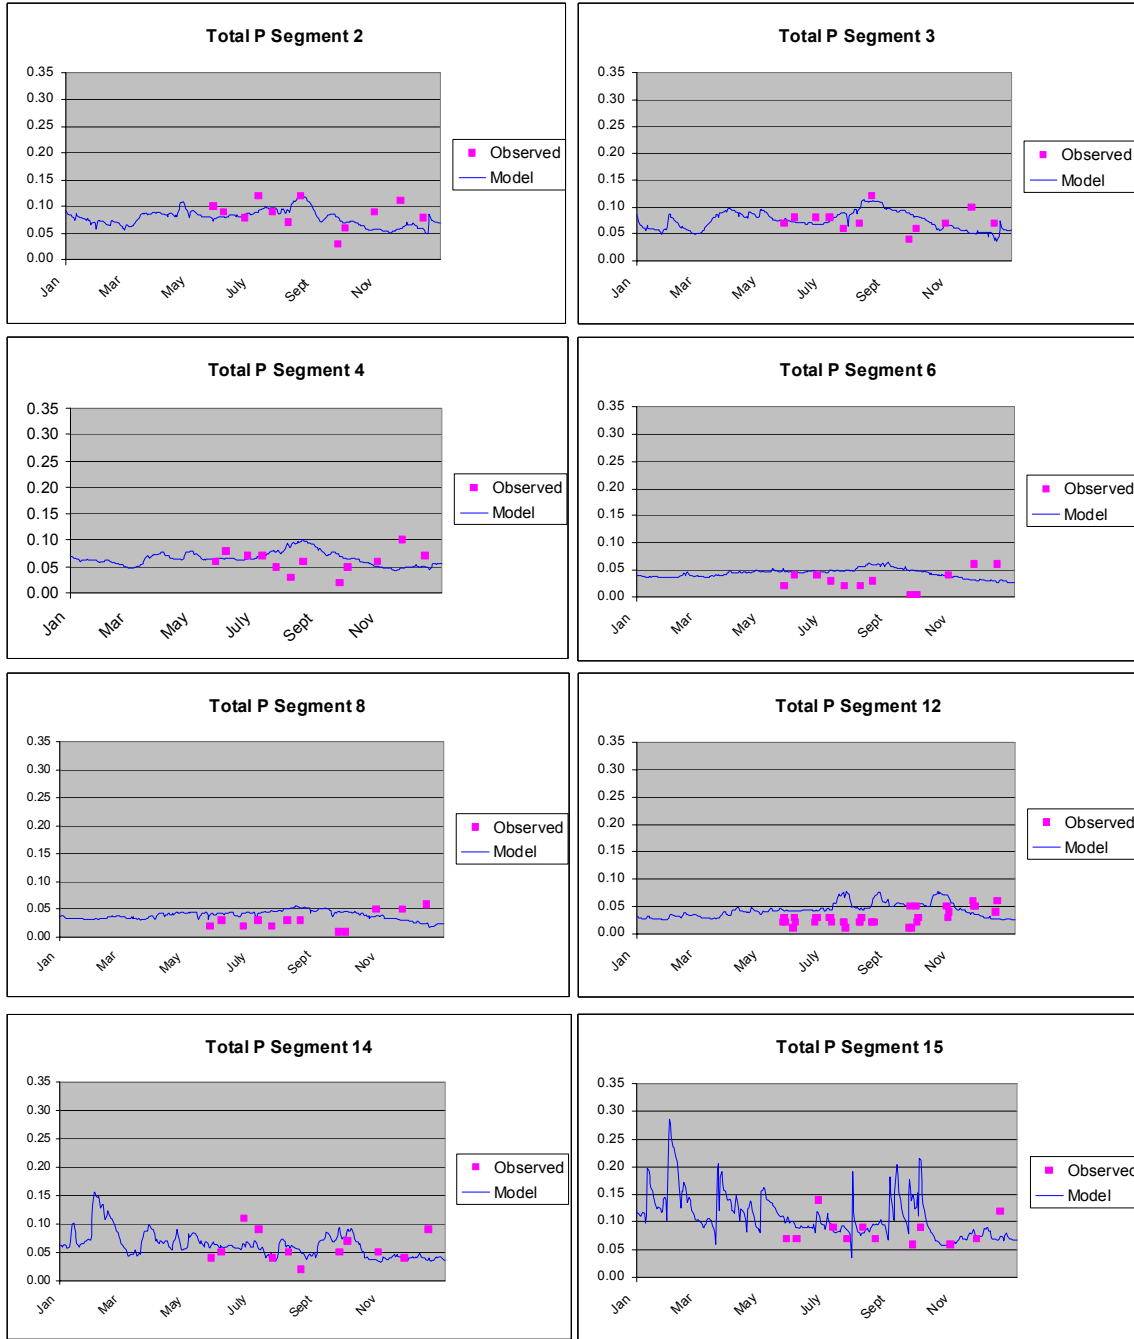 Total P Segment 2
0.35
0.30
0.25
0.20
0.15
0.10
0.05
0.00
Jan
Mar
May
July
Sept
Nov
Observed
Model
Total P Segment 3
0.35
0.30
0.25
0.20
0.15
0.10
0.05
0.00
Jan
Mar
May
July
Sept
Nov
Observed
Model
Total P Segment 4
0.35
0.30
0.25
0.20
0.15
0.10
0.05
0.00
Jan
Mar
May
July
Sept
Nov
Observed
Model
Total P Segment 6
0.35
0.30
0.25
0.20
0.15
0.10
0.05
0.00
Jan
Mar
May
July
Sept
Nov
Observed
Model
Total P Segment 8
0.35
0.30
0.25
0.20
0.15
0.10
0.05
0.00
Jan
Mar
May
July
Sept
Nov
Observed
Model
Total P Segment 12
0.35
0.30
0.25
0.20
0.15
0.10
0.05
0.00
Jan
Mar
May
July
Sept
Nov
Observed
Model
Total P Segment 14
0.35
0.30
0.25
0.20
0.15
0.10
0.05
0.00
Jan
Mar
May
July
Sept
Nov
Observed
Model
Total P Segment 15
0.35
0.30
0.25
0.20
0.15
0.10
0.05
0.00
Jan
Mar
May
July
Sept
Nov
Observed
Model